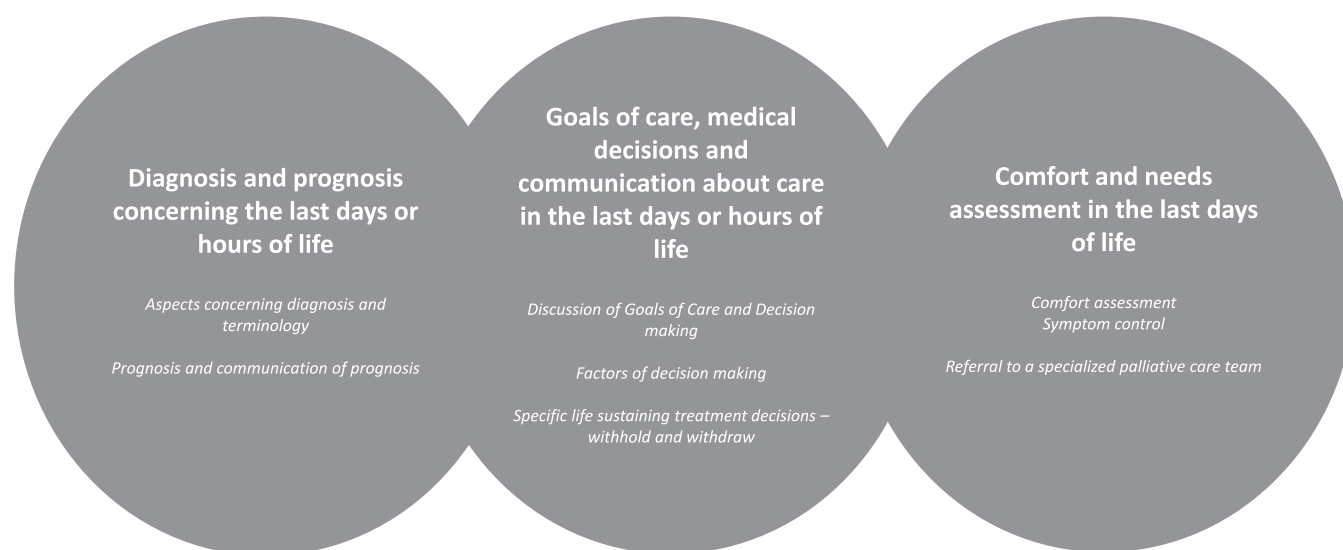 Diagnosis and prognosis
concerning the last days or
hours of life
Aspects concerning diagnosis and
terminology
Prognosis and communication of prognosis
Goals of care, medical
decisions and
communication about care
in the last days or hours of
life
Discussion of Goals of Care and Decision
making
Factors of decision making
Specific life sustaining treatment decisions –
withhold and withdraw
Comfort and needs
assessment in the last days
of life
Comfort assessment
Symptom control
Referral to a specialized palliative care team